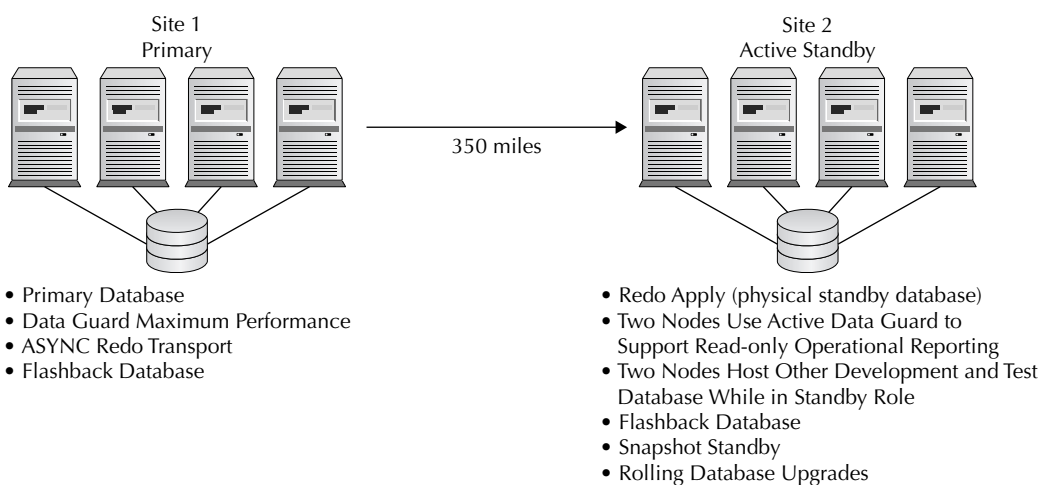 Site 1
Primary
Site 2
Active Standby
350 miles
• Primary Database
• Data Guard Maximum Performance
• ASYNC Redo Transport
• Flashback Database
• Redo Apply (physical standby database)
• Two Nodes Use Active Data Guard to
Support Read-only Operational Reporting
• Two Nodes Host Other Development and Test
Database While in Standby Role
• Flashback Database
• Snapshot Standby
• Rolling Database Upgrades